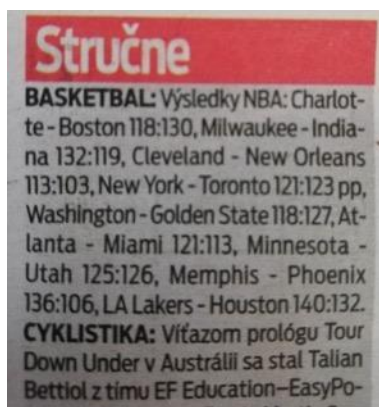 Stručne
BASKETBAL: Výsledky NBA: Charlot-
te - Boston 118:130, Milwaukee - India-
na 132:119, Cleveland - New Orleans
113:103, New York - Toronto 121:123 pp,
Washington - Golden State 118:127, At-
lanta - Miami 121:113, Minnesota -
Utah 125:126, Memphis - Phoenix
136:106, LA Lakers - Houston 140:132.
CYKLISTIKA: Víťazom prológu Tour
Down Under v Austrálii sa stal Talian
Bettiol z tímu EF Education–EasyPo-